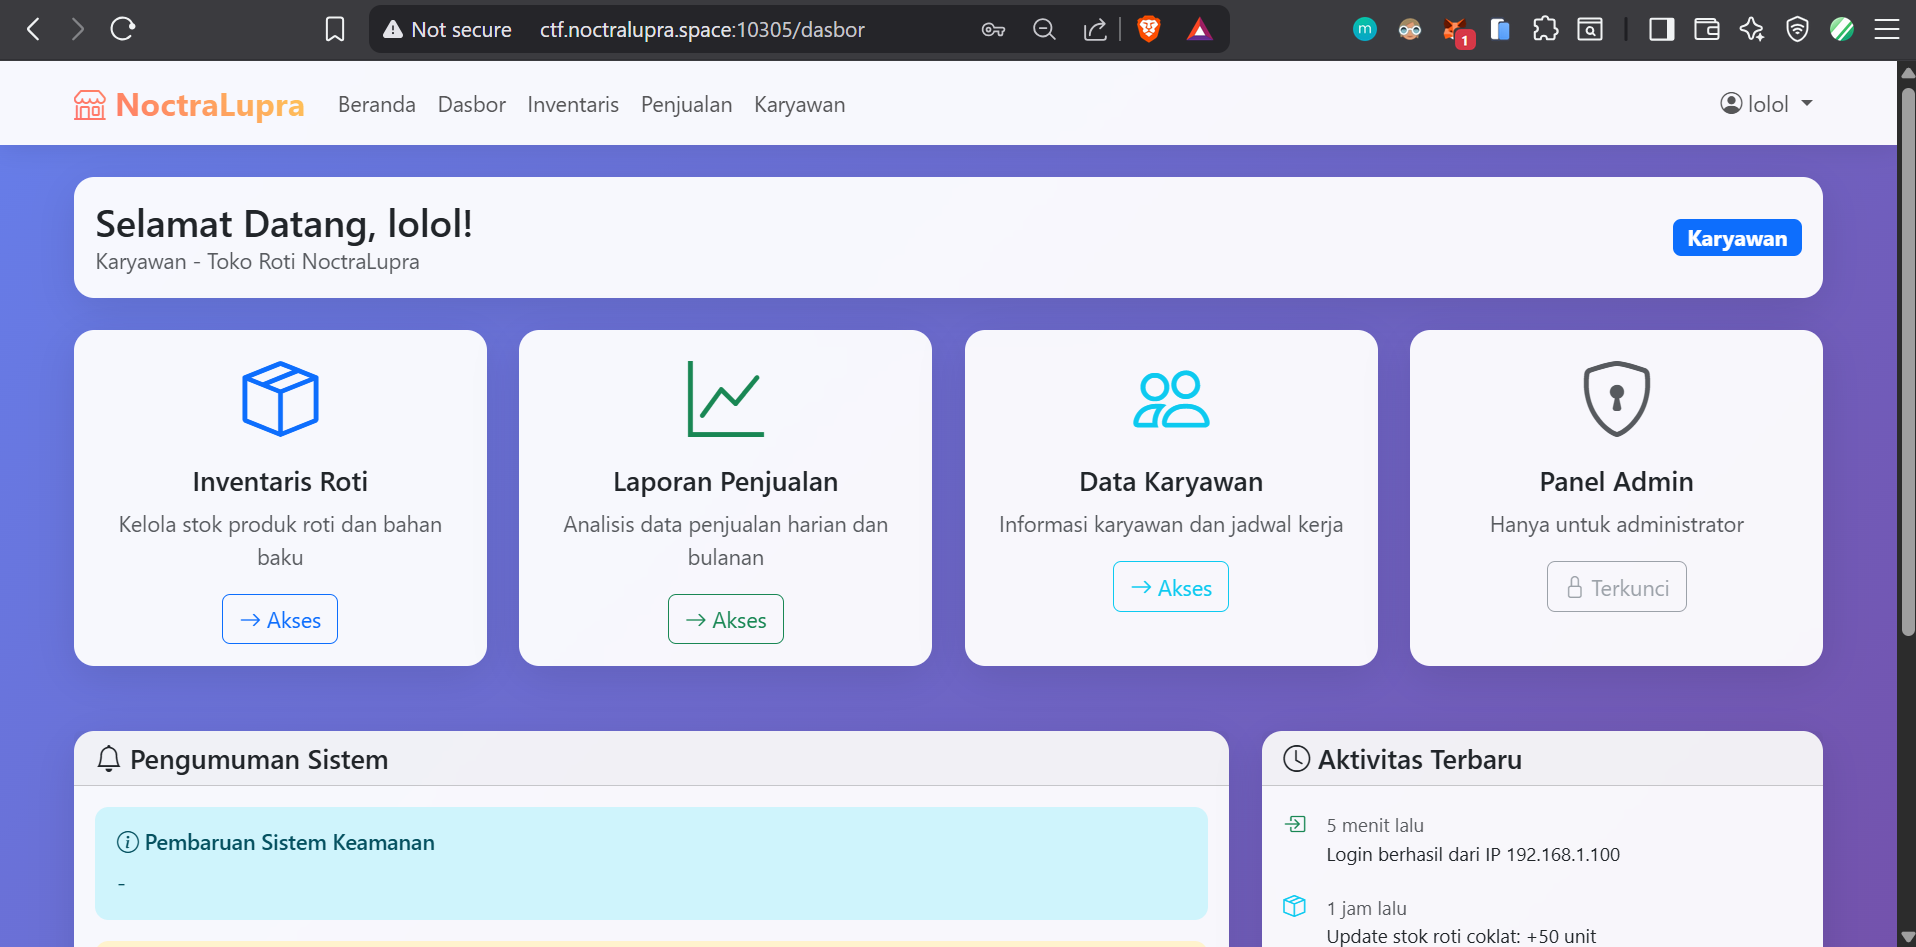 Not secure ctf.noctralupra.space:10305/dasbor
m
1
NoctraLupra Beranda Dasbor Inventaris Penjualan Karyawan lolol
Selamat Datang, lolol!
Karyawan - Toko Roti NoctraLupra
Karyawan
Inventaris Roti
Kelola stok produk roti dan bahan
baku
Akses
Laporan Penjualan
Analisis data penjualan harian dan
bulanan
Akses
Data Karyawan
Informasi karyawan dan jadwal kerja
Akses
Panel Admin
Hanya untuk administrator
Terkunci
Pengumuman Sistem
Pembaruan Sistem Keamanan
-
Aktivitas Terbaru
5 menit lalu
Login berhasil dari IP 192.168.1.100
1 jam lalu
Update stok roti coklat: +50 unit